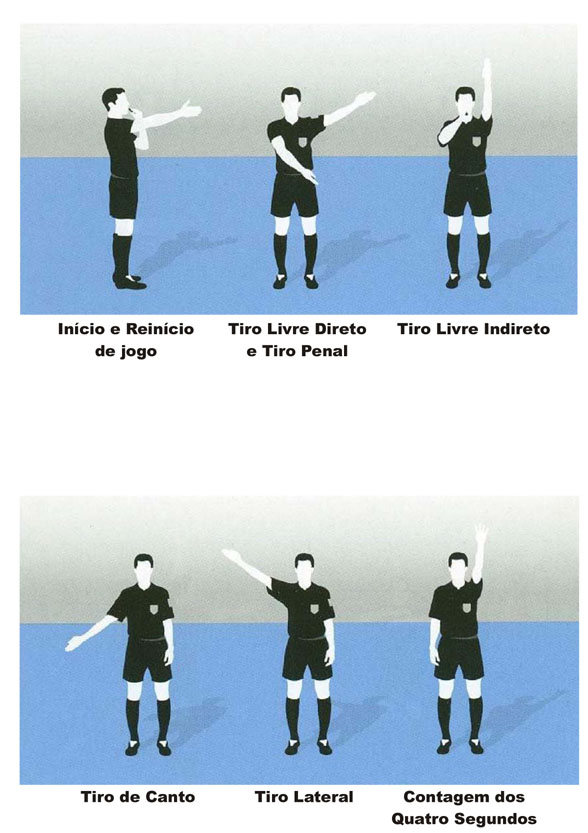 Início e Reinício
de jogo
Tiro Livre Direto
e Tiro Penal
Tiro Livre Indireto
Tiro de Canto
Tiro Lateral
Contagem dos
Quatro Segundos